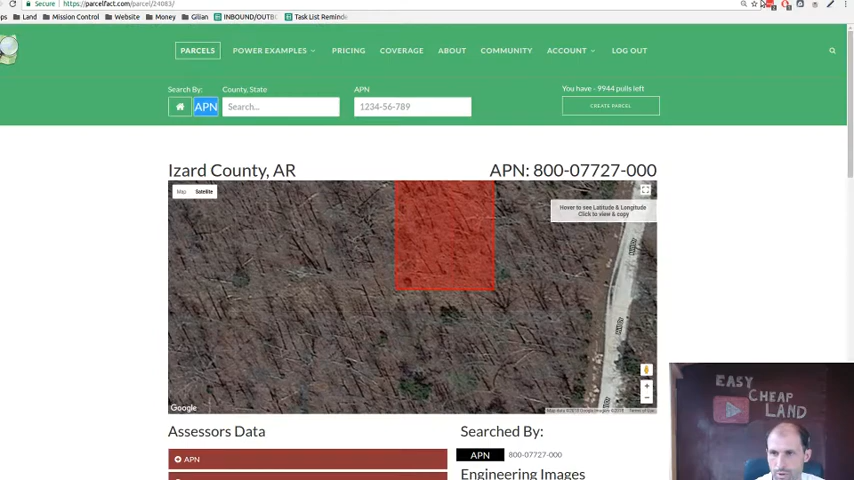 Secure
https://parcelfact.com/parcel/24083/
ps Land Mission Control Website Money Gilian INBOUND/OUTB Task List Reminde
PARCELS POWER EXAMPLES PRICING COVERAGE ABOUT COMMUNITY ACCOUNT LOG OUT
Search By: County, State APN You have - 9944 pulls left
APN Search... 1234-56-789 CREATE PARCEL
Izard County, AR APN: 800-07727-000
Map Satellite
Hover to see Latitude & Longitude
Click to view & copy
Google
Assessors Data Searched By:
APN APN 800-07727-000
Engineering Images
EASY
CHEAP
LAND